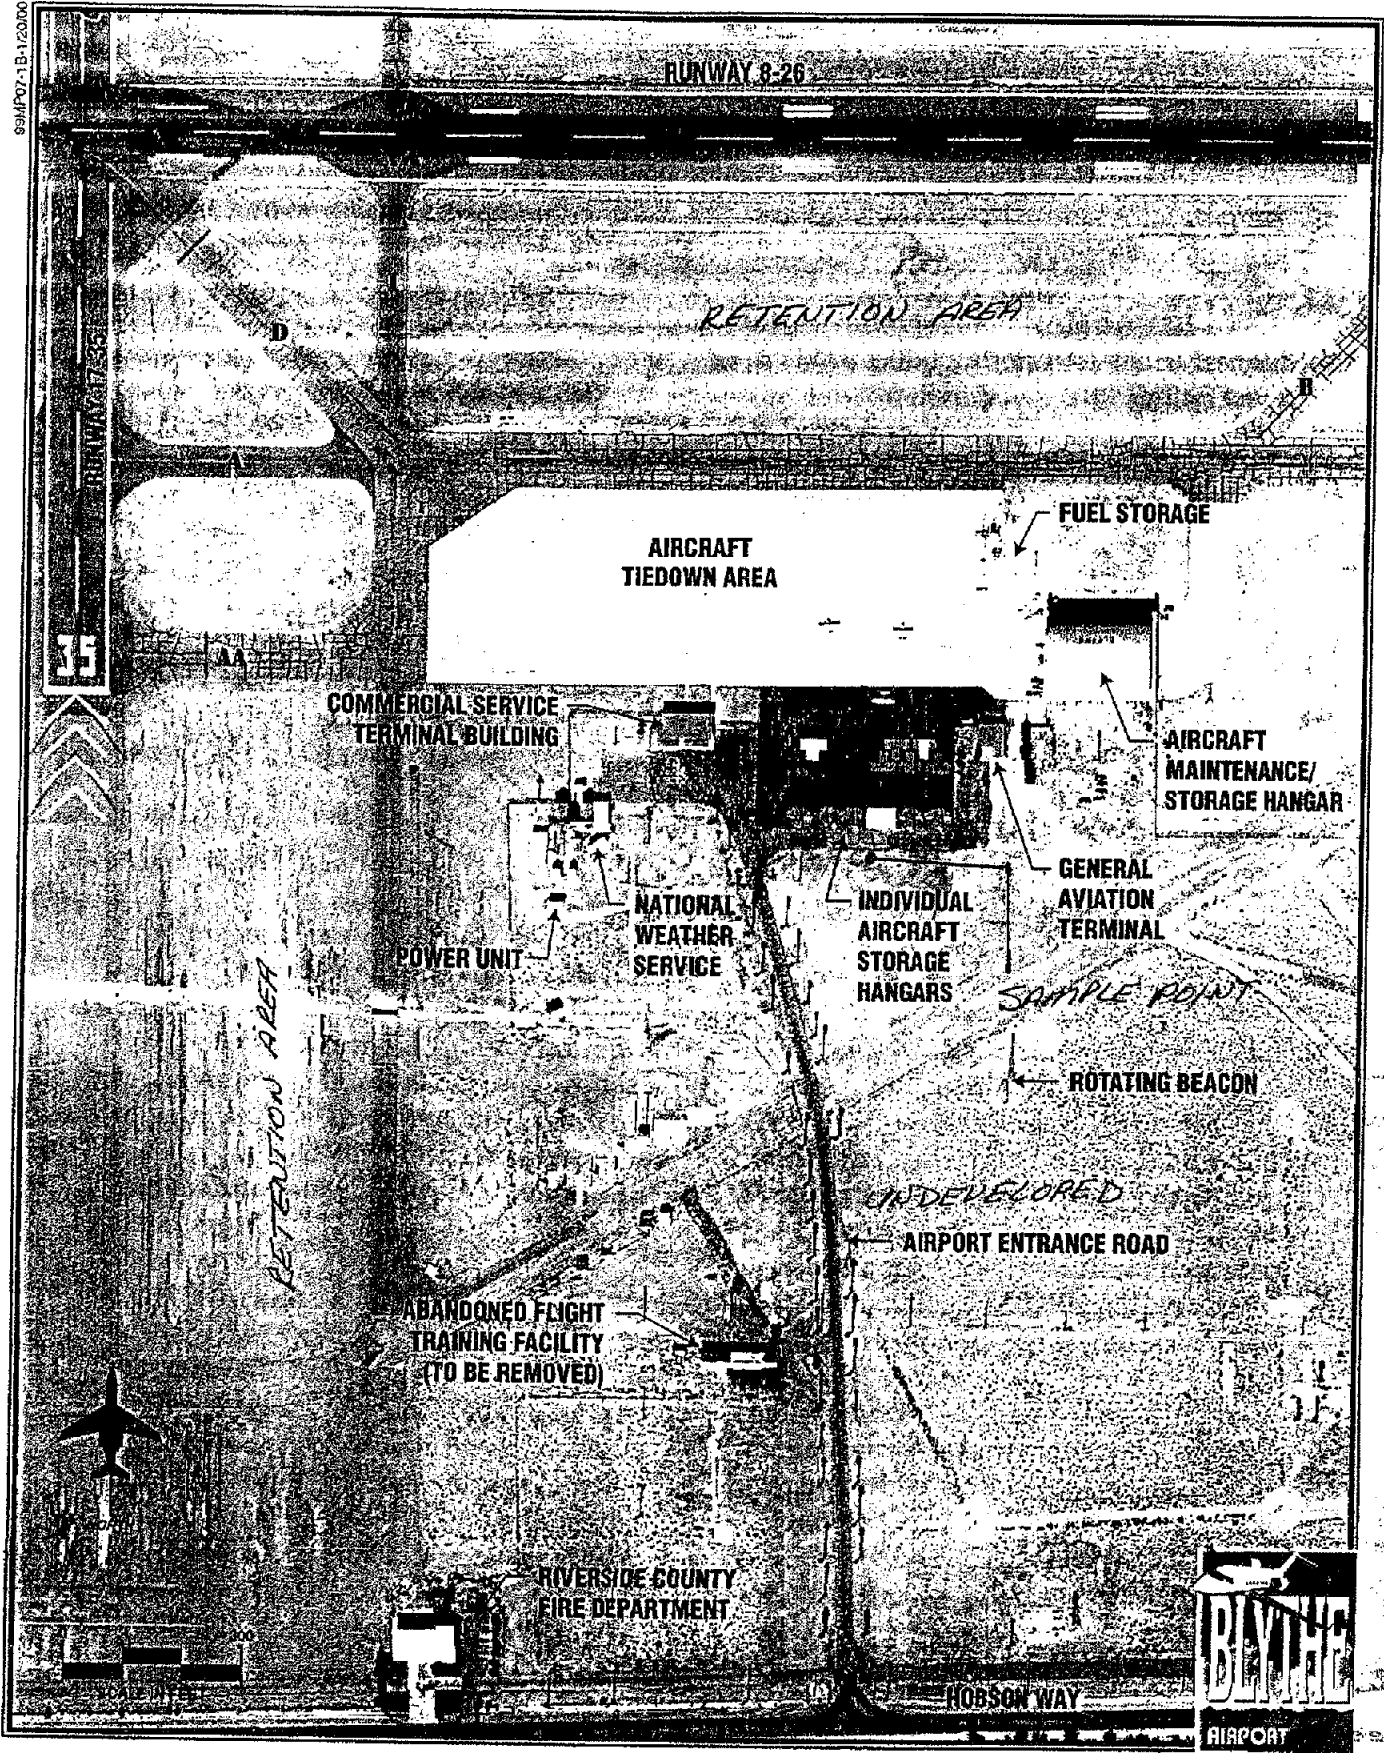 99MP07-1B-1/20/00
RUNWAY 8-26
RETENTION AREA
D
B
RUNWAY 17-35
A
FUEL STORAGE
AIRCRAFT
TIEDOWN AREA
35
AA
COMMERCIAL SERVICE
TERMINAL BUILDING
AIRCRAFT
MAINTENANCE/
STORAGE HANGAR
GENERAL
AVIATION
TERMINAL
INDIVIDUAL
AIRCRAFT
STORAGE
HANGARS
NATIONAL
WEATHER
SERVICE
POWER UNIT
SAMPLE POINT
RETENTION AREA
ROTATING BEACON
UNDEVELOPED
AIRPORT ENTRANCE ROAD
ABANDONED FLIGHT
TRAINING FACILITY
(TO BE REMOVED)
RIVERSIDE COUNTY
FIRE DEPARTMENT
SCALE IN FEET
HOBSON WAY
BLYTHE
AIRPORT